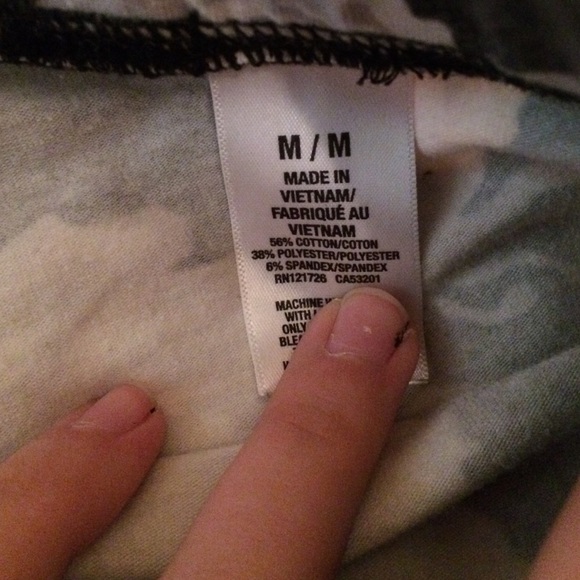 M / M
MADE IN
VIETNAM/
FABRIQUÉ AU
VIETNAM
56% COTTON/COTON
38% POLYESTER/POLYESTER
6% SPANDEX/SPANDEX
RN121726 CA53201
MACHINE
WITH
ONLY